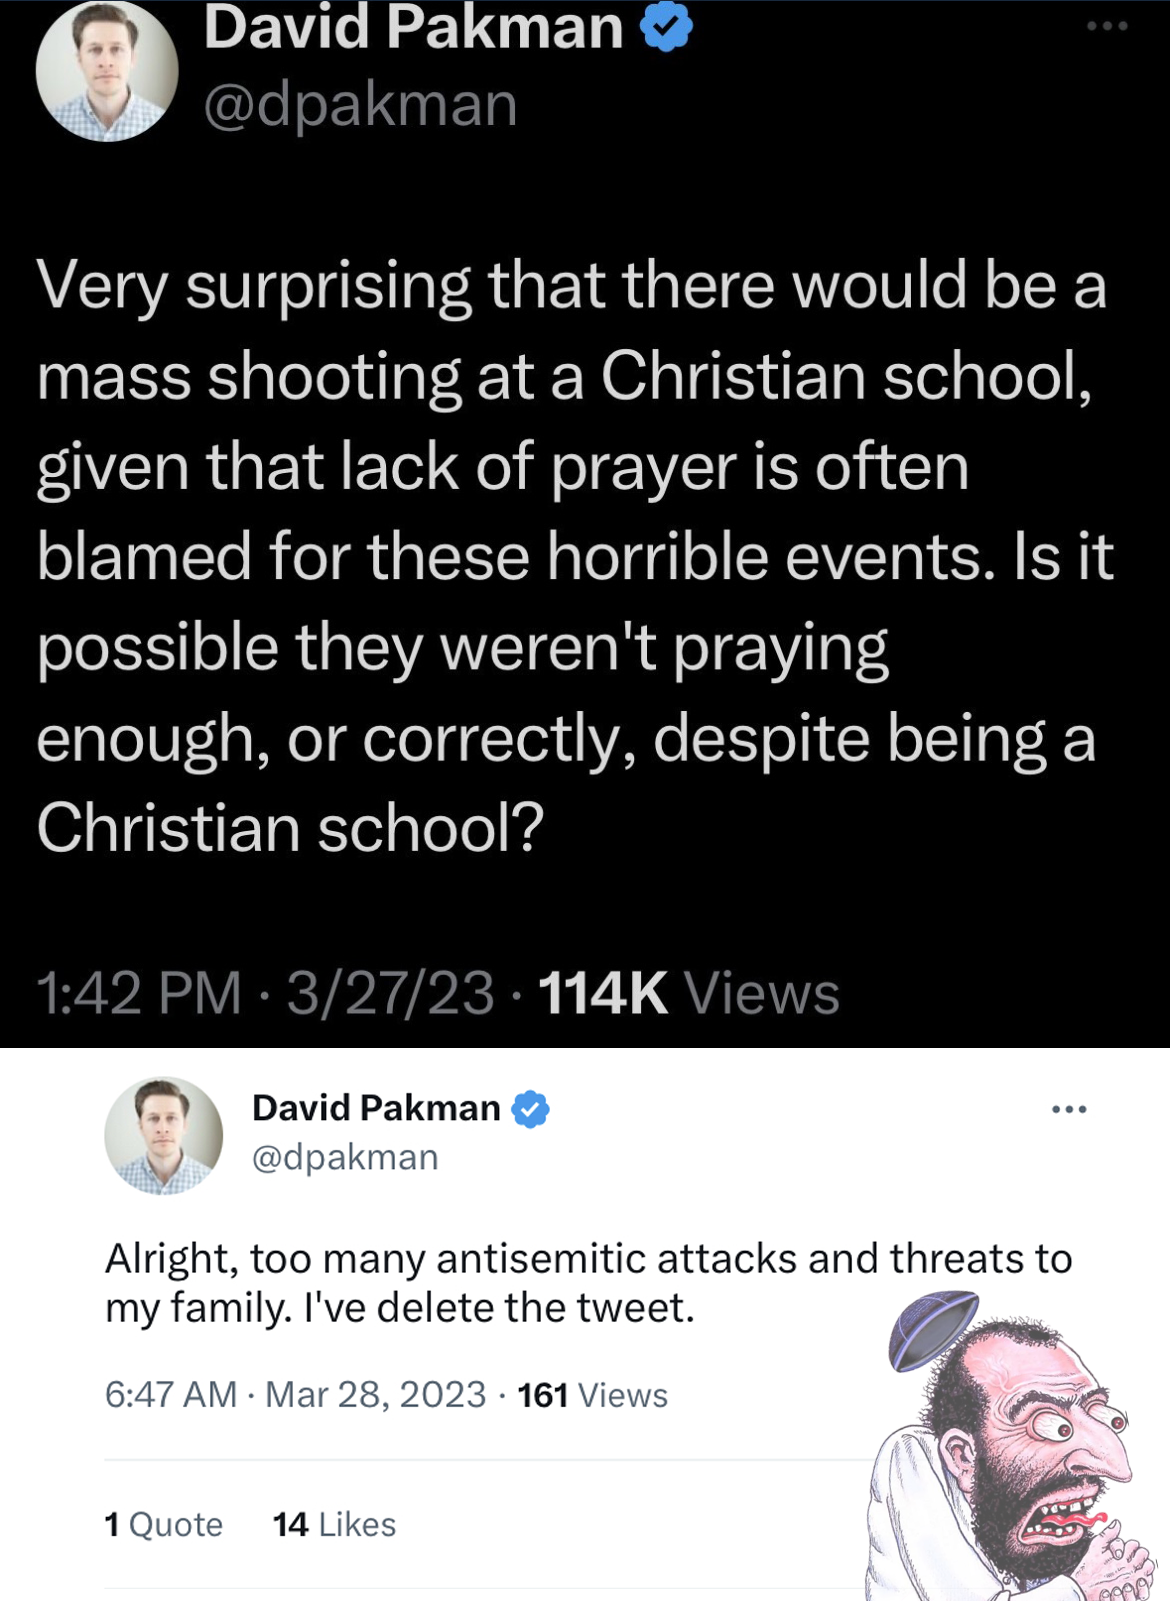 David Pakman
@dpakman
Very surprising that there would be a
mass shooting at a Christian school,
given that lack of prayer is often
blamed for these horrible events. Is it
possible they weren't praying
enough, or correctly, despite being a
Christian school?
1:42 PM · 3/27/23 · 114K Views
David Pakman
@dpakman
Alright, too many antisemitic attacks and threats to
my family. I've delete the tweet.
6:47 AM · Mar 28, 2023 · 161 Views
1 Quote 14 Likes